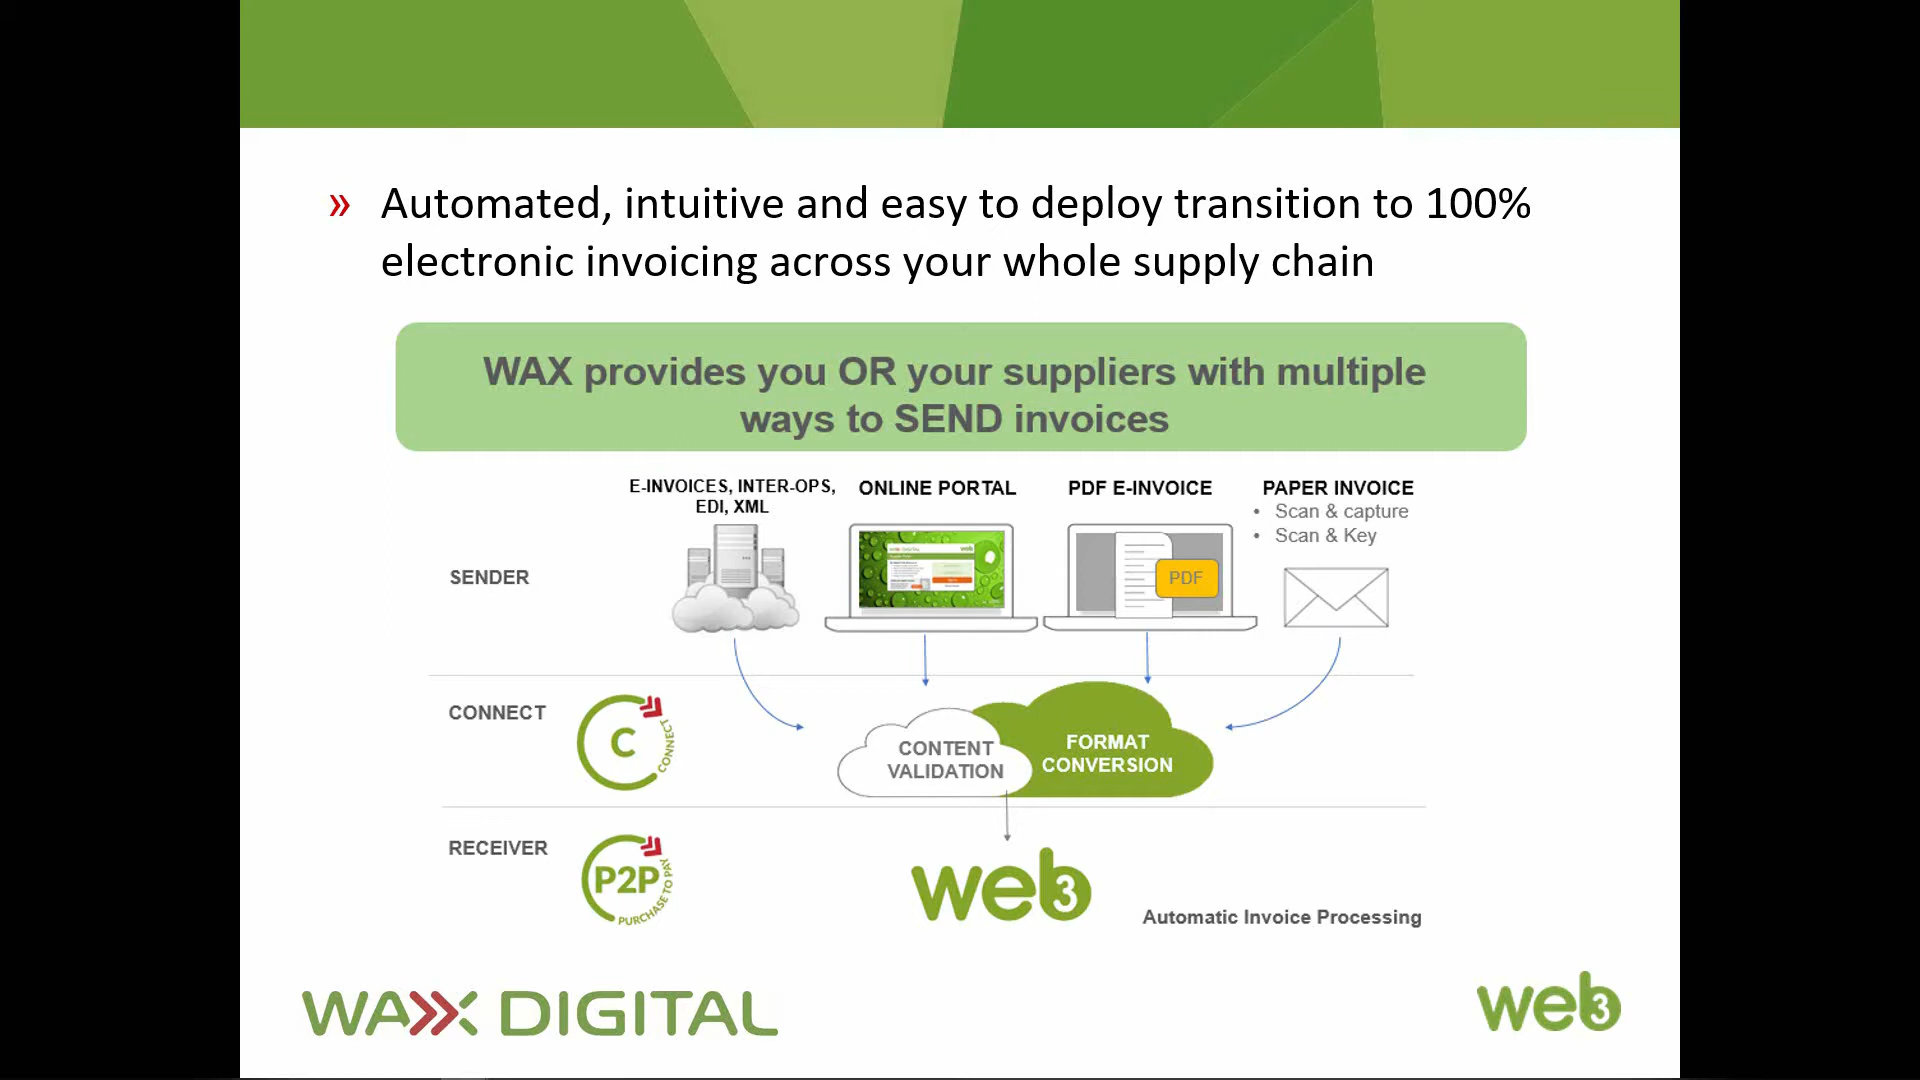 » Automated, intuitive and easy to deploy transition to 100%
electronic invoicing across your whole supply chain
WAX provides you OR your suppliers with multiple
ways to SEND invoices
E-INVOICES, INTER-OPS,
EDI, XML
ONLINE PORTAL
PDF E-INVOICE
PAPER INVOICE
• Scan & capture
• Scan & Key
SENDER
PDF
CONNECT
C
CONNECT
CONTENT
VALIDATION
FORMAT
CONVERSION
RECEIVER
P2P
PURCHASE TO PAY
web3
Automatic Invoice Processing
WAX DIGITAL
web3